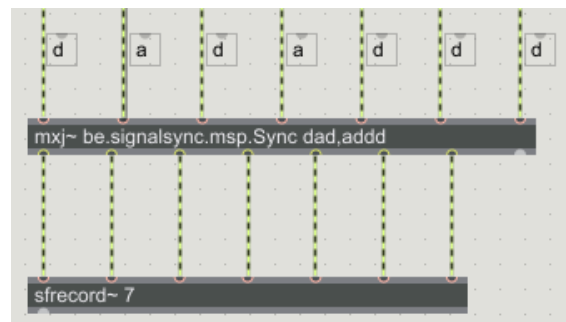 d a d a d d d
mxj~ be.signalsync.msp.Sync dad,addd
sfrecord~ 7